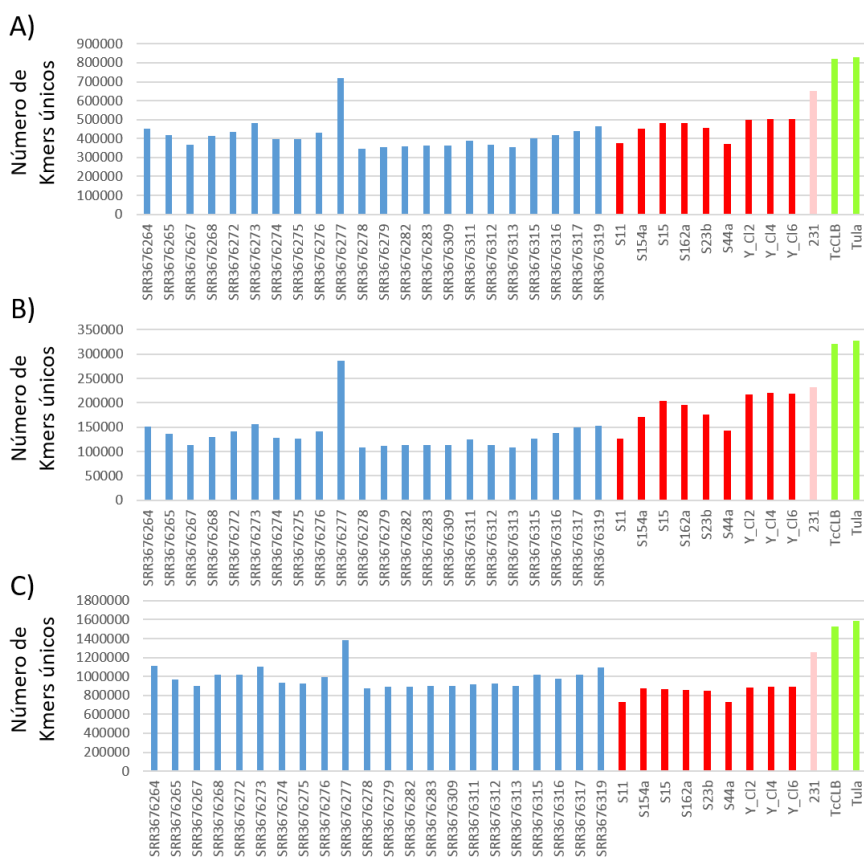 A)
Número de
Kmers únicos
900000
800000
700000
600000
500000
400000
300000
200000
100000
0
SRR3676264
SRR3676265
SRR3676267
SRR3676268
SRR3676272
SRR3676273
SRR3676274
SRR3676275
SRR3676276
SRR3676277
SRR3676278
SRR3676279
SRR3676282
SRR3676283
SRR3676309
SRR3676311
SRR3676312
SRR3676313
SRR3676315
SRR3676316
SRR3676317
SRR3676319
S11
S154a
S15
S162a
S23b
S44a
Y_Cl2
Y_Cl4
Y_Cl6
231
TcCLB
Tula
B)
Número de
Kmers únicos
350000
300000
250000
200000
150000
100000
50000
0
SRR3676264
SRR3676265
SRR3676267
SRR3676268
SRR3676272
SRR3676273
SRR3676274
SRR3676275
SRR3676276
SRR3676277
SRR3676278
SRR3676279
SRR3676282
SRR3676283
SRR3676309
SRR3676311
SRR3676312
SRR3676313
SRR3676315
SRR3676316
SRR3676317
SRR3676319
S11
S154a
S15
S162a
S23b
S44a
Y_Cl2
Y_Cl4
Y_Cl6
231
TcCLB
Tula
C)
Número de
Kmers únicos
1800000
1600000
1400000
1200000
1000000
800000
600000
400000
200000
0
SRR3676264
SRR3676265
SRR3676267
SRR3676268
SRR3676272
SRR3676273
SRR3676274
SRR3676275
SRR3676276
SRR3676277
SRR3676278
SRR3676279
SRR3676282
SRR3676283
SRR3676309
SRR3676311
SRR3676312
SRR3676313
SRR3676315
SRR3676316
SRR3676317
SRR3676319
S11
S154a
S15
S162a
S23b
S44a
Y_Cl2
Y_Cl4
Y_Cl6
231
TcCLB
Tula